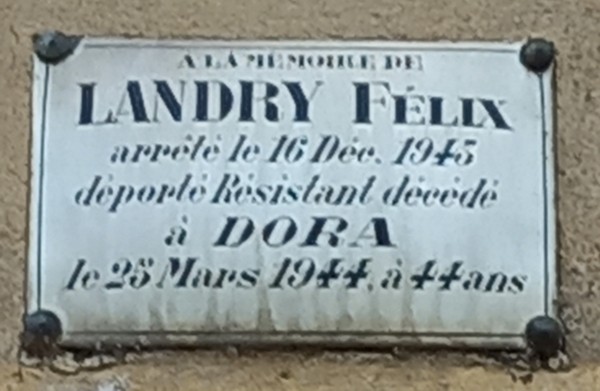 A LA MÉMOIRE DE
LANDRY FÉLIX
arrêté le 16 Déc. 1943
déporté Résistant décédé
à DORA
le 25 Mars 1944, à 44 ans